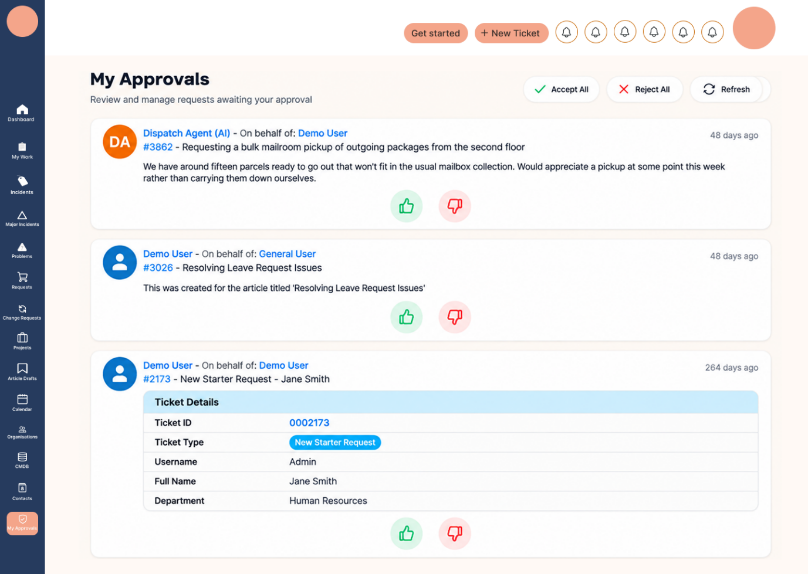 Get started
+ New Ticket
My Approvals
Review and manage requests awaiting your approval
Accept All
Reject All
Refresh
Dashboard
My Work
Incidents
Major Incidents
Problems
Requests
Change Requests
Projects
Article Drafts
Calendar
Organisations
CMDB
Contacts
My Approvals
DA
Dispatch Agent (AI) - On behalf of: Demo User
48 days ago
#3862 - Requesting a bulk mailroom pickup of outgoing packages from the second floor
We have around fifteen parcels ready to go out that won't fit in the usual mailbox collection. Would appreciate a pickup at some point this week
rather than carrying them down ourselves.
Demo User - On behalf of: General User
48 days ago
#3026 - Resolving Leave Request Issues
This was created for the article titled 'Resolving Leave Request Issues'
Demo User - On behalf of: Demo User
264 days ago
#2173 - New Starter Request - Jane Smith
Ticket Details
Ticket ID 0002173
Ticket Type New Starter Request
Username Admin
Full Name Jane Smith
Department Human Resources